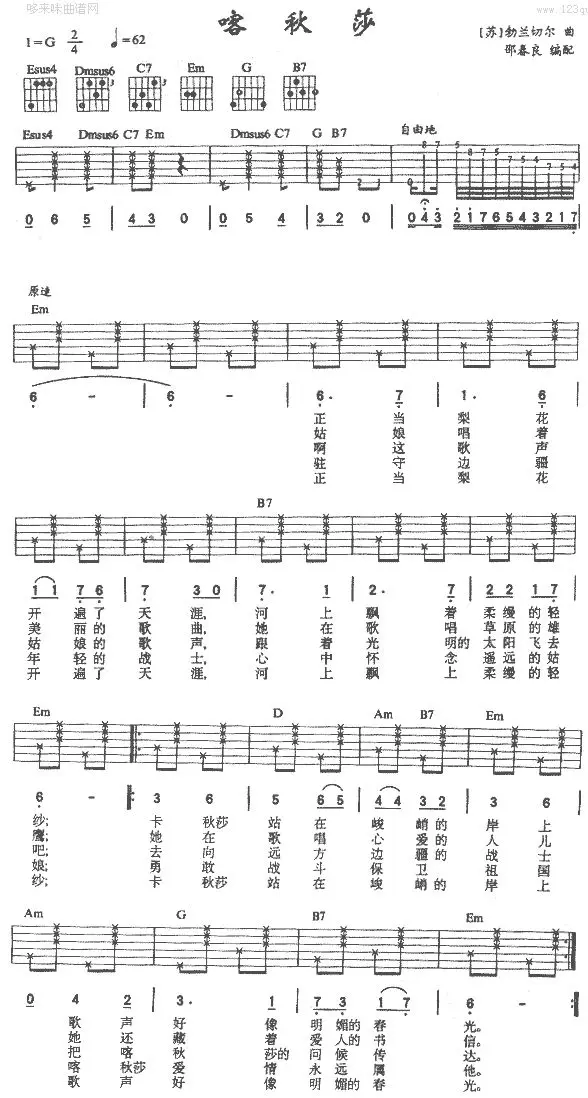 哆来咪曲谱网
www.123gu
喀 秋 莎
1=G 2/4 ♩=62
[苏]勃兰切尔 曲
邵春良 编配
Esus4 Dmsus6 C7 Em G B7
Esus4 Dmsus6 C7 Em Dmsus6 C7 G B7 自由地
0 6 5 | 4 3 0 | 0 5 4 | 3 2 0 | 0 4 3 2 1 7 6 5 4 3 2 1 7
原速
Em
6 - | 6 - | 6. 7 | 1. 6
正 当 梨 花
姑 娘 唱 着
啊 这 歌 声
驻 守 边 疆
正 当 梨 花
B7
1 1 7 6 | 7 3 0 | 7. 1 | 2. 7 | 2 2 1 7
开 遍 了 天 涯, 河 上 飘 着 柔 缦 的 轻
美 丽 的 歌 曲, 她 在 歌 唱 草 原 的 雄
姑 娘 的 歌 声, 跟 着 光 明的 太 阳 飞 去
年 轻 的 战 士, 心 中 怀 念 遥 远 的 姑
开 遍 了 天 涯, 河 上 飘 上 柔 缦 的 轻
Em D Am B7 Em
6 - |: 3 6 | 5 6 5 | 4 4 3 2 | 3 6
纱; 卡 秋莎 站 在 峻 峭 的 岸 上
鹰; 她 在 歌 唱 心 爱 的 人 儿
吧; 去 向 远 方 边 疆 的 战 士
娘; 勇 敢 战 斗 保 卫 祖 国
纱; 卡 秋莎 站 在 峻 峭 的 岸 上
Am G B7 Em
0 4 2 | 3. 1 | 7 3 1 7 | 6 - :|
歌 声 好 像 明 媚的 春 光。
她 还 藏 着 爱 人的 书 信。
把 喀 秋 莎的 问 候 传 达。
喀 秋莎 爱 情 永 远 属 他。
歌 声 好 像 明 媚的 春 光。